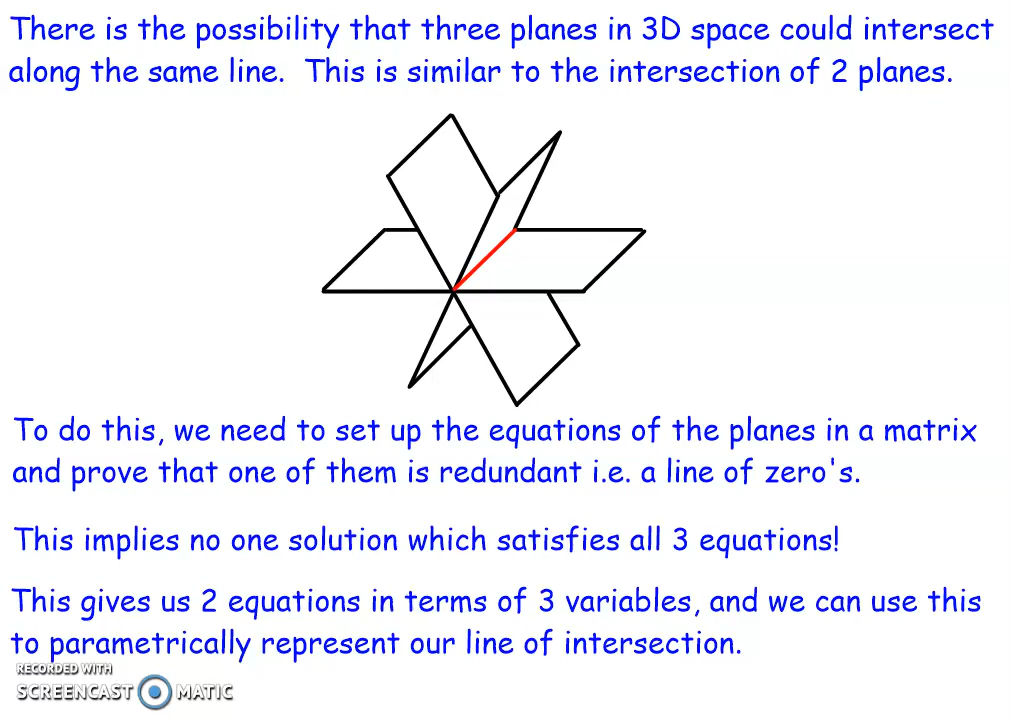 There is the possibility that three planes in 3D space could intersect
along the same line. This is similar to the intersection of 2 planes.
To do this, we need to set up the equations of the planes in a matrix
and prove that one of them is redundant i.e. a line of zero's.
This implies no one solution which satisfies all 3 equations!
This gives us 2 equations in terms of 3 variables, and we can use this
to parametrically represent our line of intersection.
RECORDED WITH
SCREENCAST MATIC